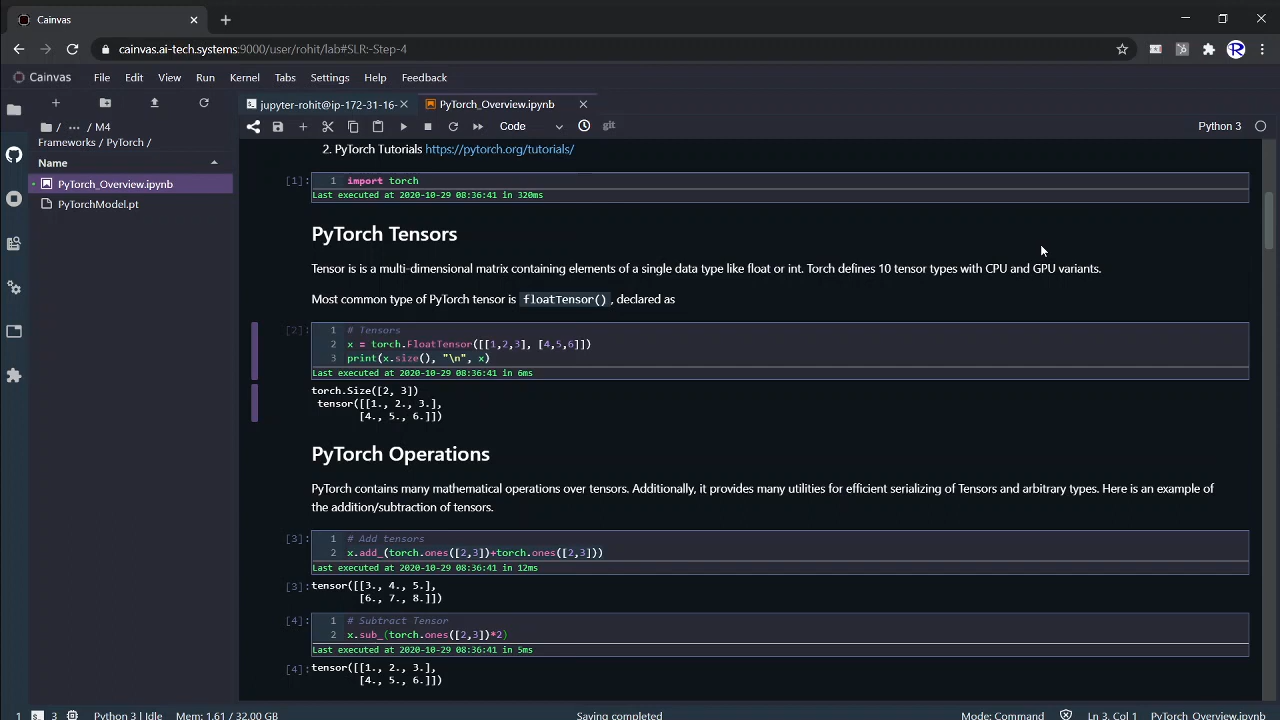 Cainvas
cainvas.ai-tech.systems:9000/user/rohit/lab#SLR:-Step-4
R
Cainvas File Edit View Run Kernel Tabs Settings Help Feedback
jupyter-rohit@ip-172-31-16- PyTorch_Overview.ipynb
Code git Python 3
/ ... / M4
Frameworks / PyTorch /
Name
PyTorch_Overview.ipynb
PyTorchModel.pt
2. PyTorch Tutorials https://pytorch.org/tutorials/
[1]: 1 import torch
Last executed at 2020-10-29 08:36:41 in 320ms
PyTorch Tensors
Tensor is is a multi-dimensional matrix containing elements of a single data type like float or int. Torch defines 10 tensor types with CPU and GPU variants.
Most common type of PyTorch tensor is floatTensor(), declared as
[2]: 1 # Tensors
2 x = torch.FloatTensor([[1,2,3], [4,5,6]])
3 print(x.size(), "\n", x)
Last executed at 2020-10-29 08:36:41 in 6ms
torch.Size([2, 3])
tensor([[1., 2., 3.],
[4., 5., 6.]])
PyTorch Operations
PyTorch contains many mathematical operations over tensors. Additionally, it provides many utilities for efficient serializing of Tensors and arbitrary types. Here is an example of
the addition/subtraction of tensors.
[3]: 1 # Add tensors
2 x.add_(torch.ones([2,3])+torch.ones([2,3]))
Last executed at 2020-10-29 08:36:41 in 12ms
[3]: tensor([[3., 4., 5.],
[6., 7., 8.]])
[4]: 1 # Subtract Tensor
2 x.sub_(torch.ones([2,3])*2)
Last executed at 2020-10-29 08:36:41 in 5ms
[4]: tensor([[1., 2., 3.],
[4., 5., 6.]])
1 3 Python 3 | Idle Mem: 1.61 / 32.00 GB Saving completed Mode: Command Ln 3, Col 1 PyTorch_Overview.ipynb